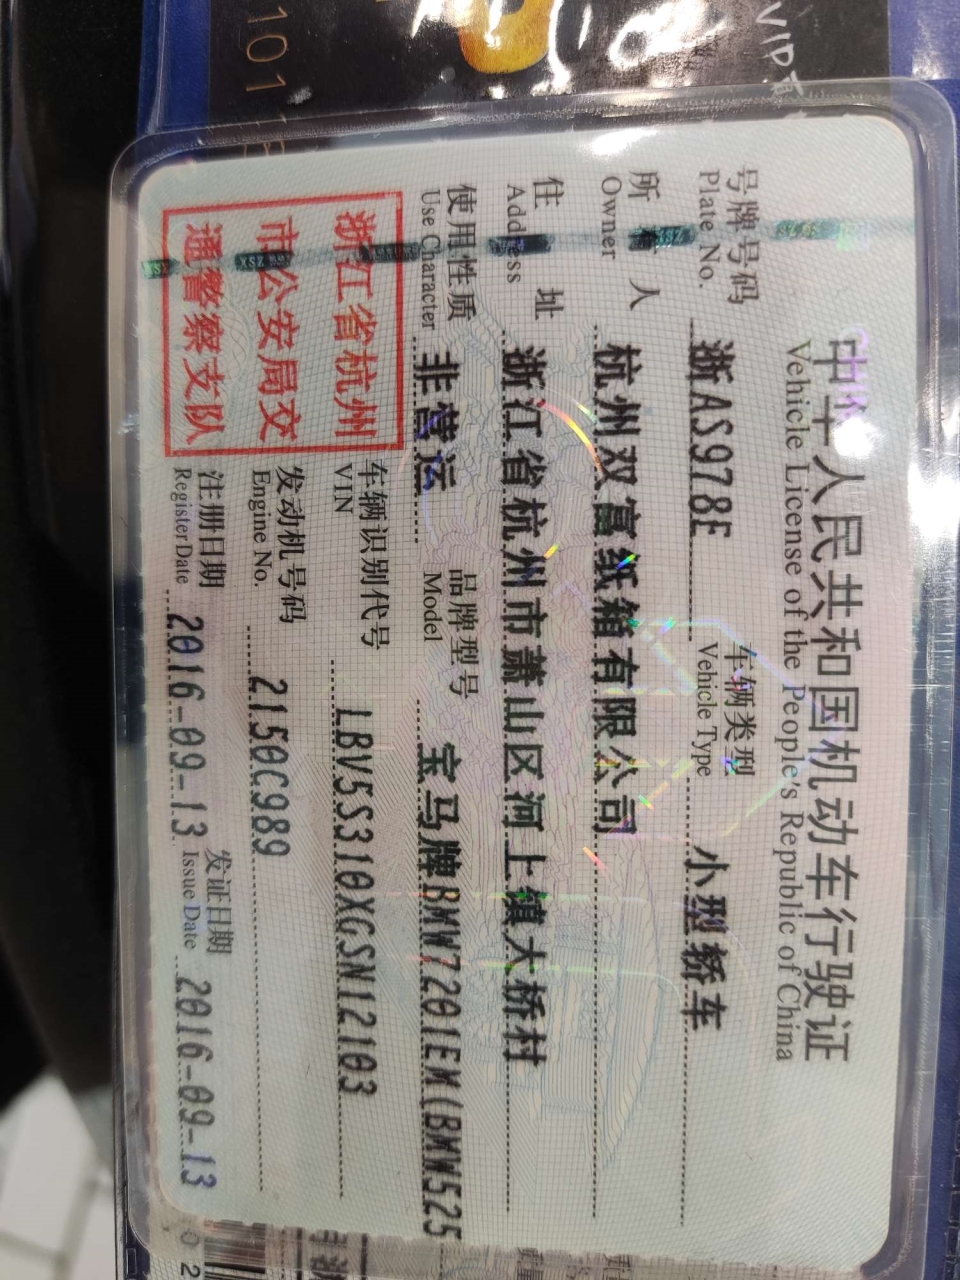 中华人民共和国机动车行驶证
Vehicle License of the People's Republic of China
号牌号码 浙AS978E 车辆类型 小型轿车
Plate No. Vehicle Type
所有人 杭州双富纸箱有限公司
Owner
住址 浙江省杭州市萧山区河上镇大桥村
Address
使用性质 非营运 品牌型号 宝马牌BMW7201EM(BMW525
Use Character Model
浙江省杭州
市公安局交
通警察支队
车辆识别代号 LBV5S310XGSN12103
VIN
发动机号码 2150C989
Engine No.
注册日期 2016-09-13 发证日期 2016-09-13
Register Date Issue Date
VIP
101